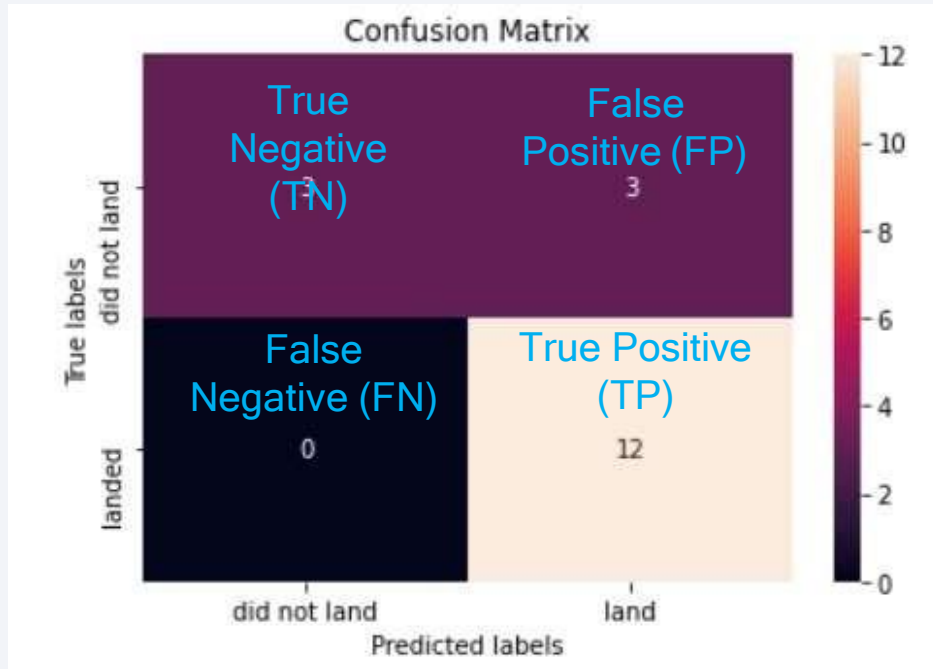 Confusion Matrix
True
Negative
(TN)
3
False
Positive (FP)
3
False
Negative (FN)
0
True Positive
(TP)
12
True labels
did not land
landed
did not land
land
Predicted labels
12
10
8
6
4
2
0